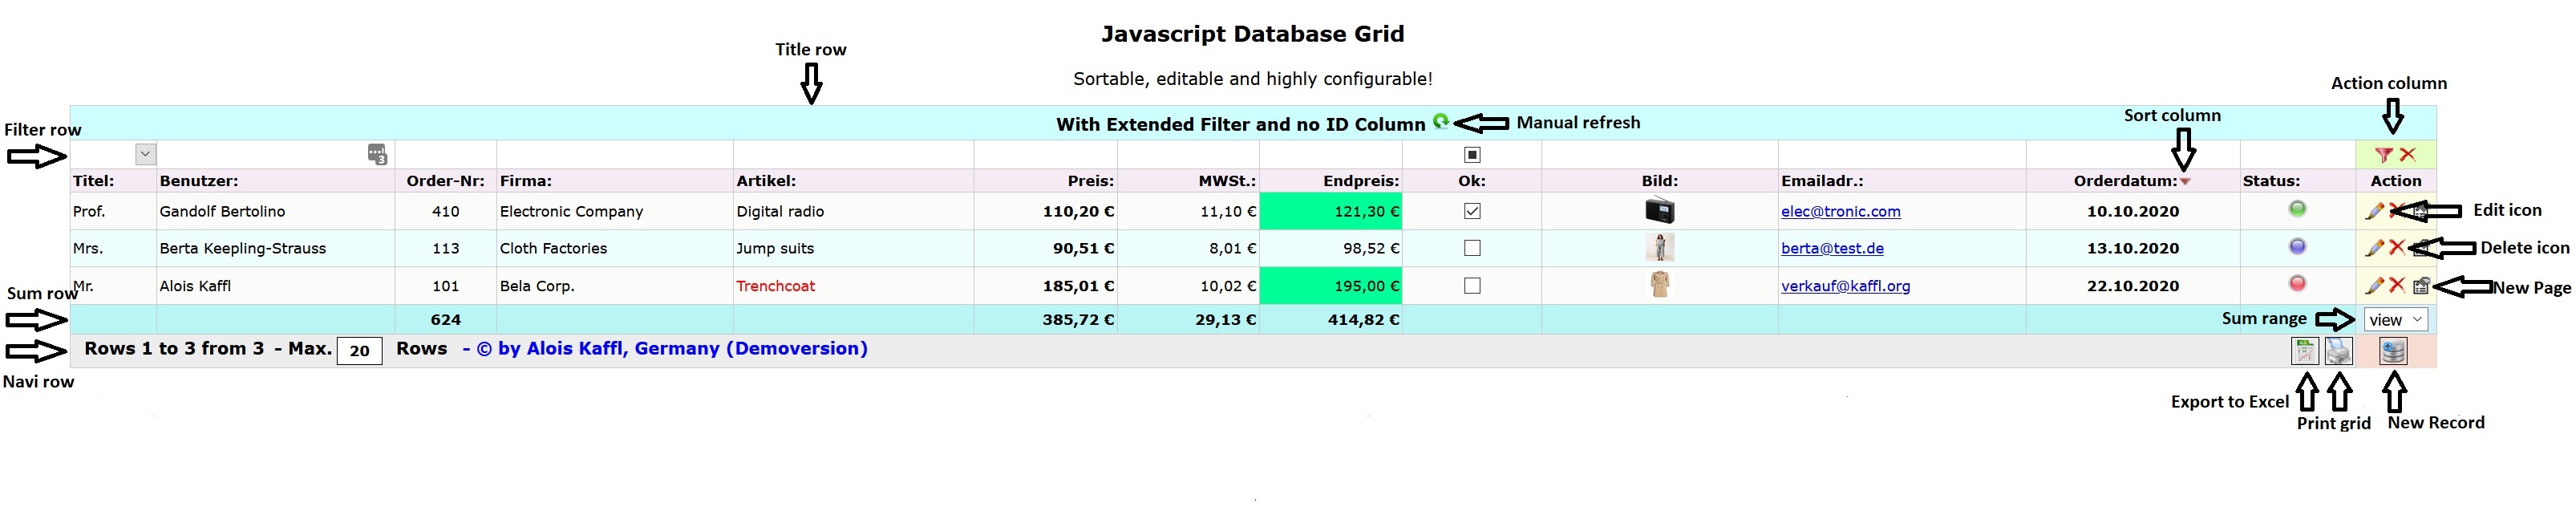 Javascript Database Grid
Title row
Sortable, editable and highly configurable!
Action column
Sort column
With Extended Filter and no ID Column Manual refresh
Filter row
3
Titel: Benutzer: Order-Nr: Firma: Artikel: Preis: MWSt.: Endpreis: Ok: Bild: Emailadr.: Orderdatum: Status: Action
Prof. Gandolf Bertolino 410 Electronic Company Digital radio 110,20 € 11,10 € 121,30 € elec@tronic.com 10.10.2020 Edit icon
Mrs. Berta Keepling-Strauss 113 Cloth Factories Jump suits 90,51 € 8,01 € 98,52 € berta@test.de 13.10.2020 Delete icon
Mr. Alois Kaffl 101 Bela Corp. Trenchcoat 185,01 € 10,02 € 195,00 € verkauf@kaffl.org 22.10.2020 New Page
Sum row
624 385,72 € 29,13 € 414,82 € Sum range view
Rows 1 to 3 from 3 - Max. 20 Rows - © by Alois Kaffl, Germany (Demoversion)
Navi row
Export to Excel
Print grid
New Record